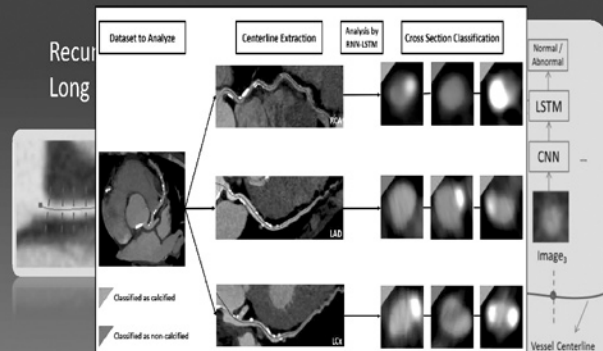 Recur
Long
Dataset to Analyze
Centerline Extraction
Analysis by
RNN-LSTM
Cross Section Classification
RCA
LAD
LCx
Classified as calcified
Classified as non-calcified
Normal /
Abnormal
LSTM
CNN
...
Image₃
Vessel Centerline